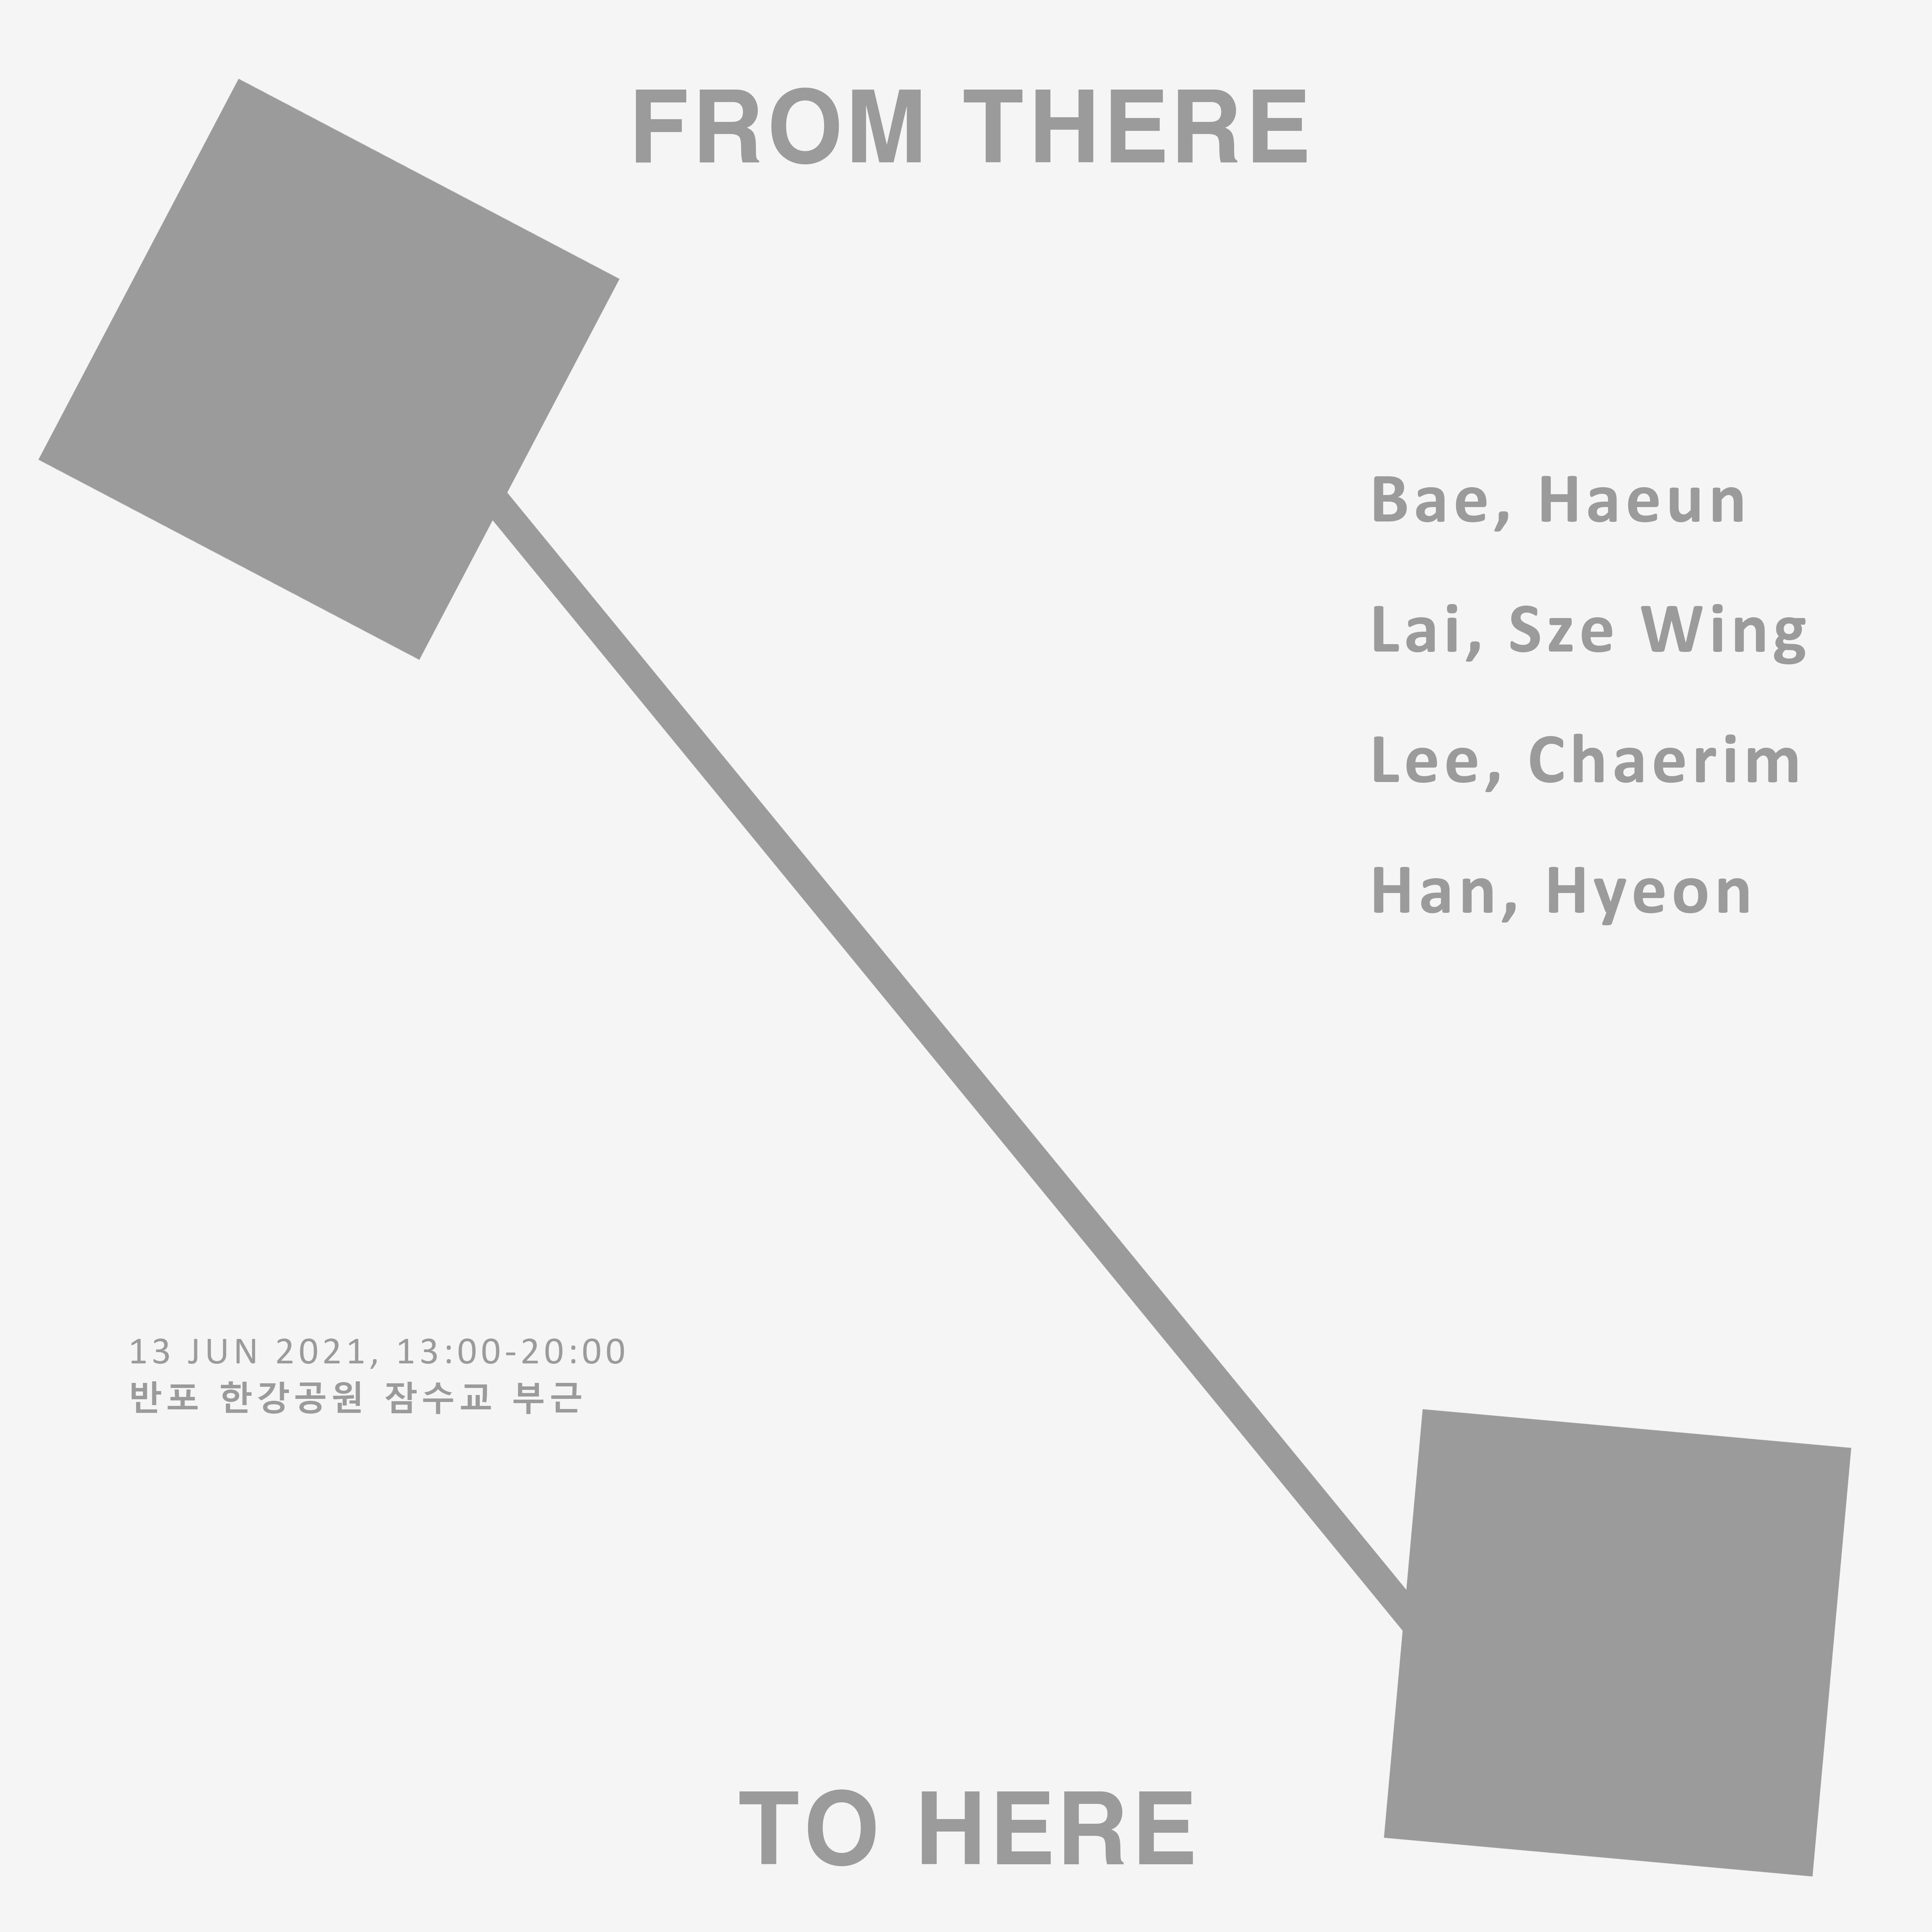 FROM THERE
Bae, Haeun
Lai, Sze Wing
Lee, Chaerim
Han, Hyeon
13 JUN 2021, 13:00-20:00
반포 한강공원 잠수교 부근
TO HERE